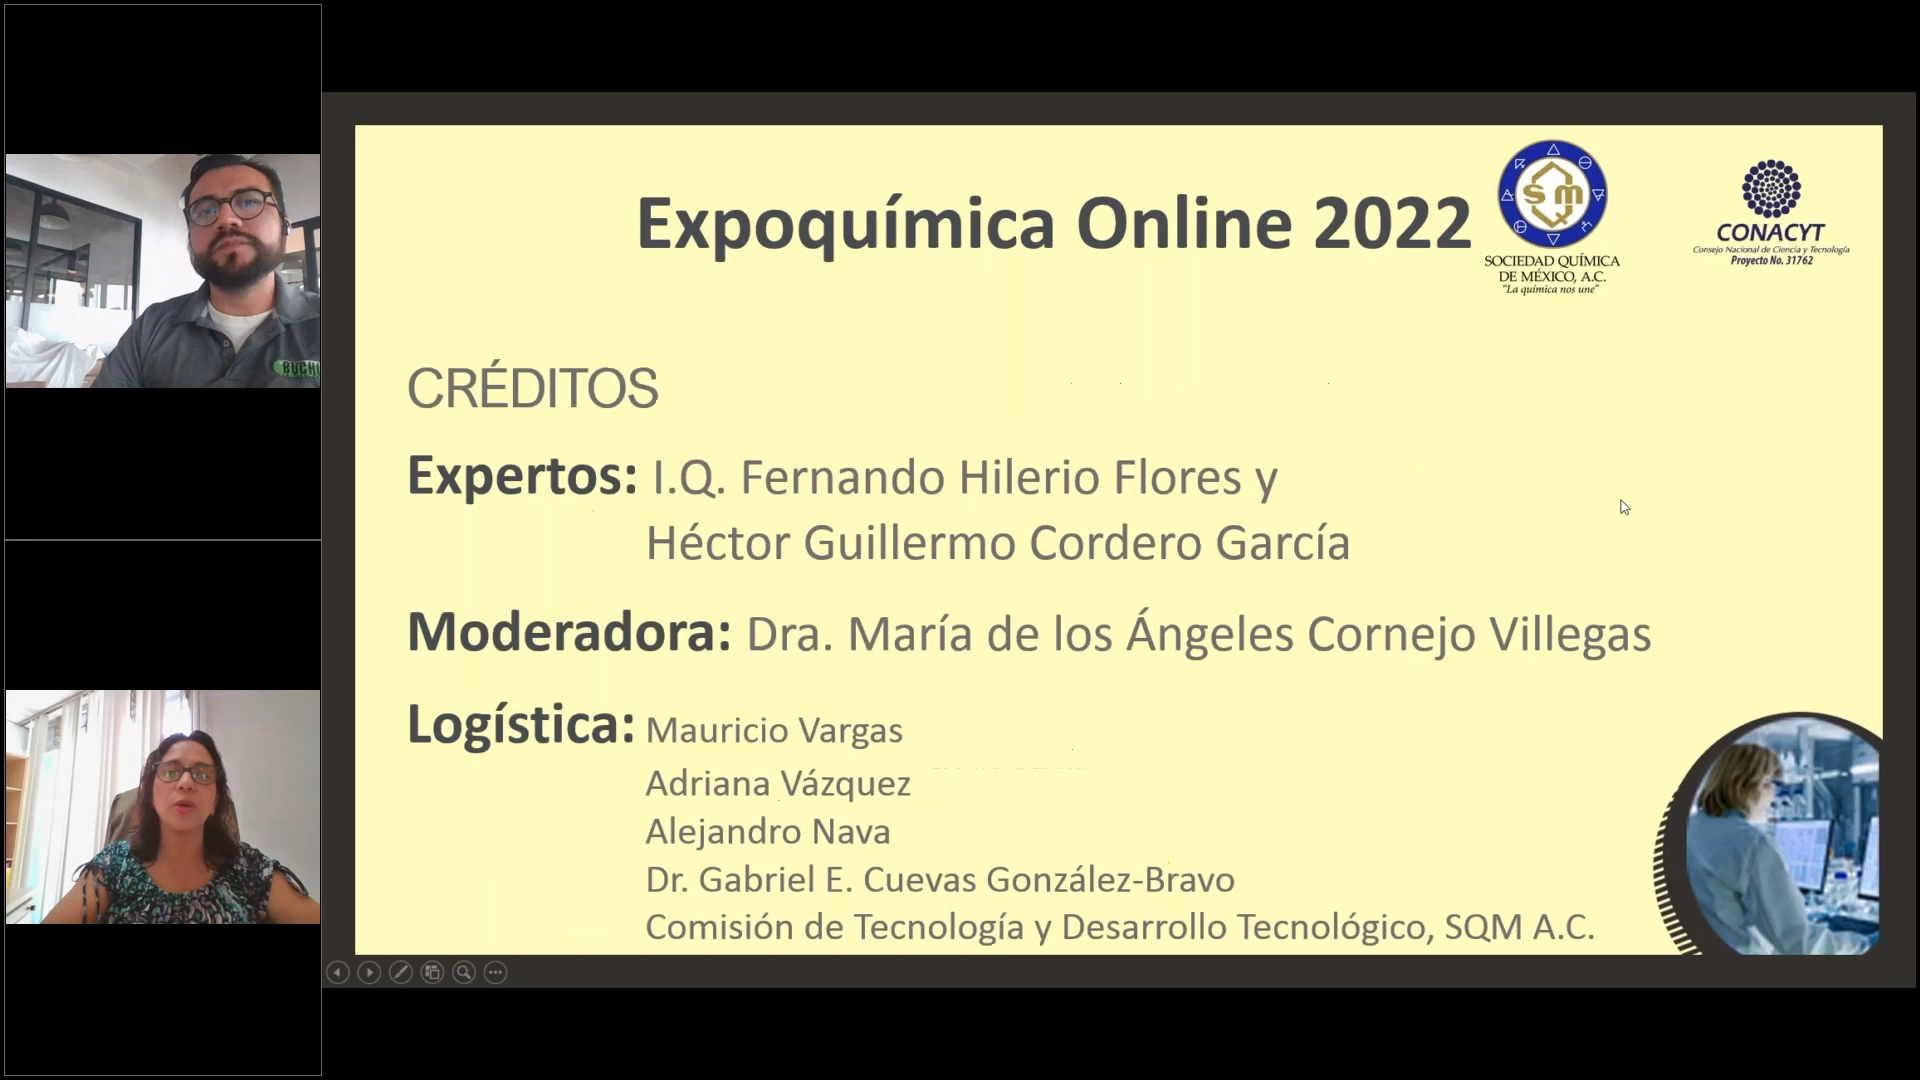 Expoquímica Online 2022
S Q M
SOCIEDAD QUÍMICA
DE MÉXICO, A.C.
"La química nos une"
CONACYT
Consejo Nacional de Ciencia y Tecnología
Proyecto No. 31762
CRÉDITOS
Expertos: I.Q. Fernando Hilerio Flores y
Héctor Guillermo Cordero García
Moderadora: Dra. María de los Ángeles Cornejo Villegas
Logística: Mauricio Vargas
Adriana Vázquez
Alejandro Nava
Dr. Gabriel E. Cuevas González-Bravo
Comisión de Tecnología y Desarrollo Tecnológico, SQM A.C.